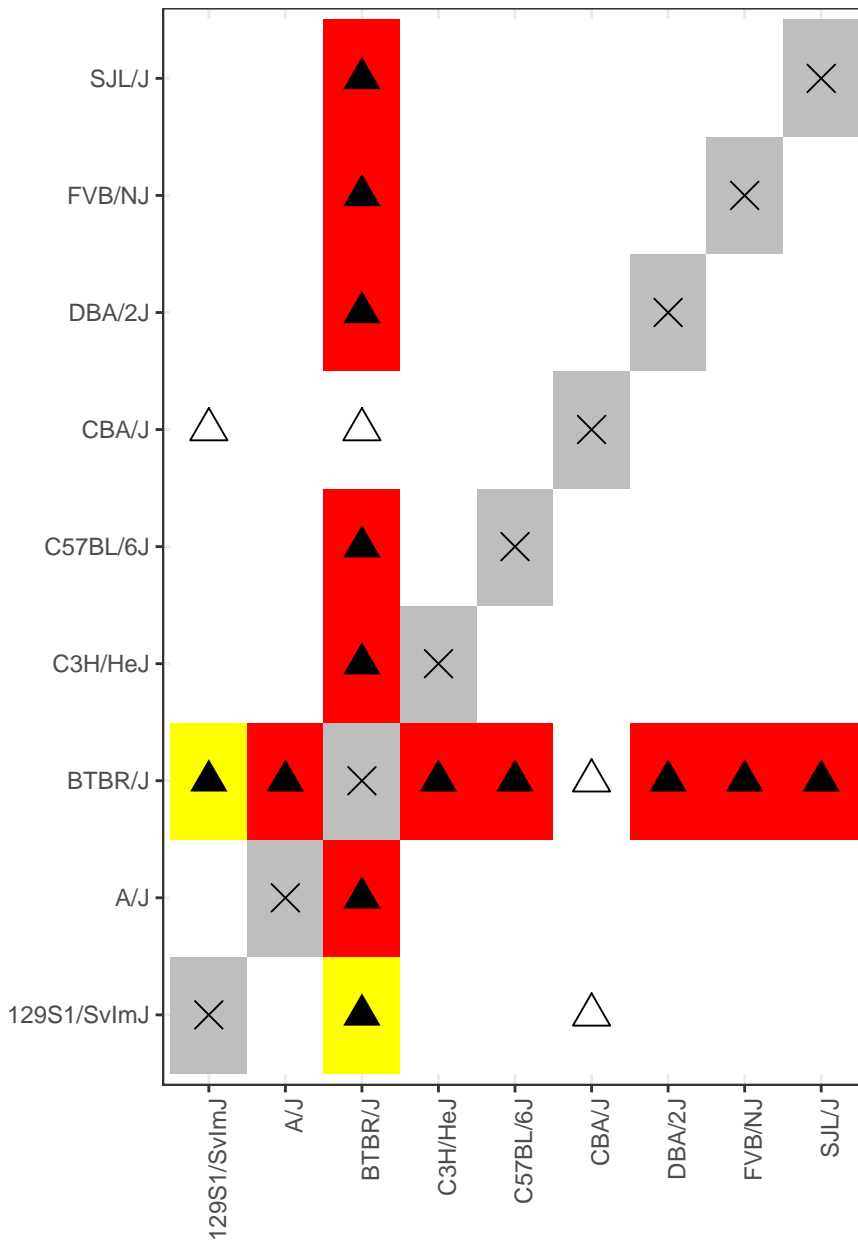 SJL/J
FVB/NJ
DBA/2J
CBA/J
C57BL/6J
C3H/HeJ
BTBR/J
A/J
129S1/SvImJ
129S1/SvImJ
A/J
BTBR/J
C3H/HeJ
C57BL/6J
CBA/J
DBA/2J
FVB/NJ
SJL/J